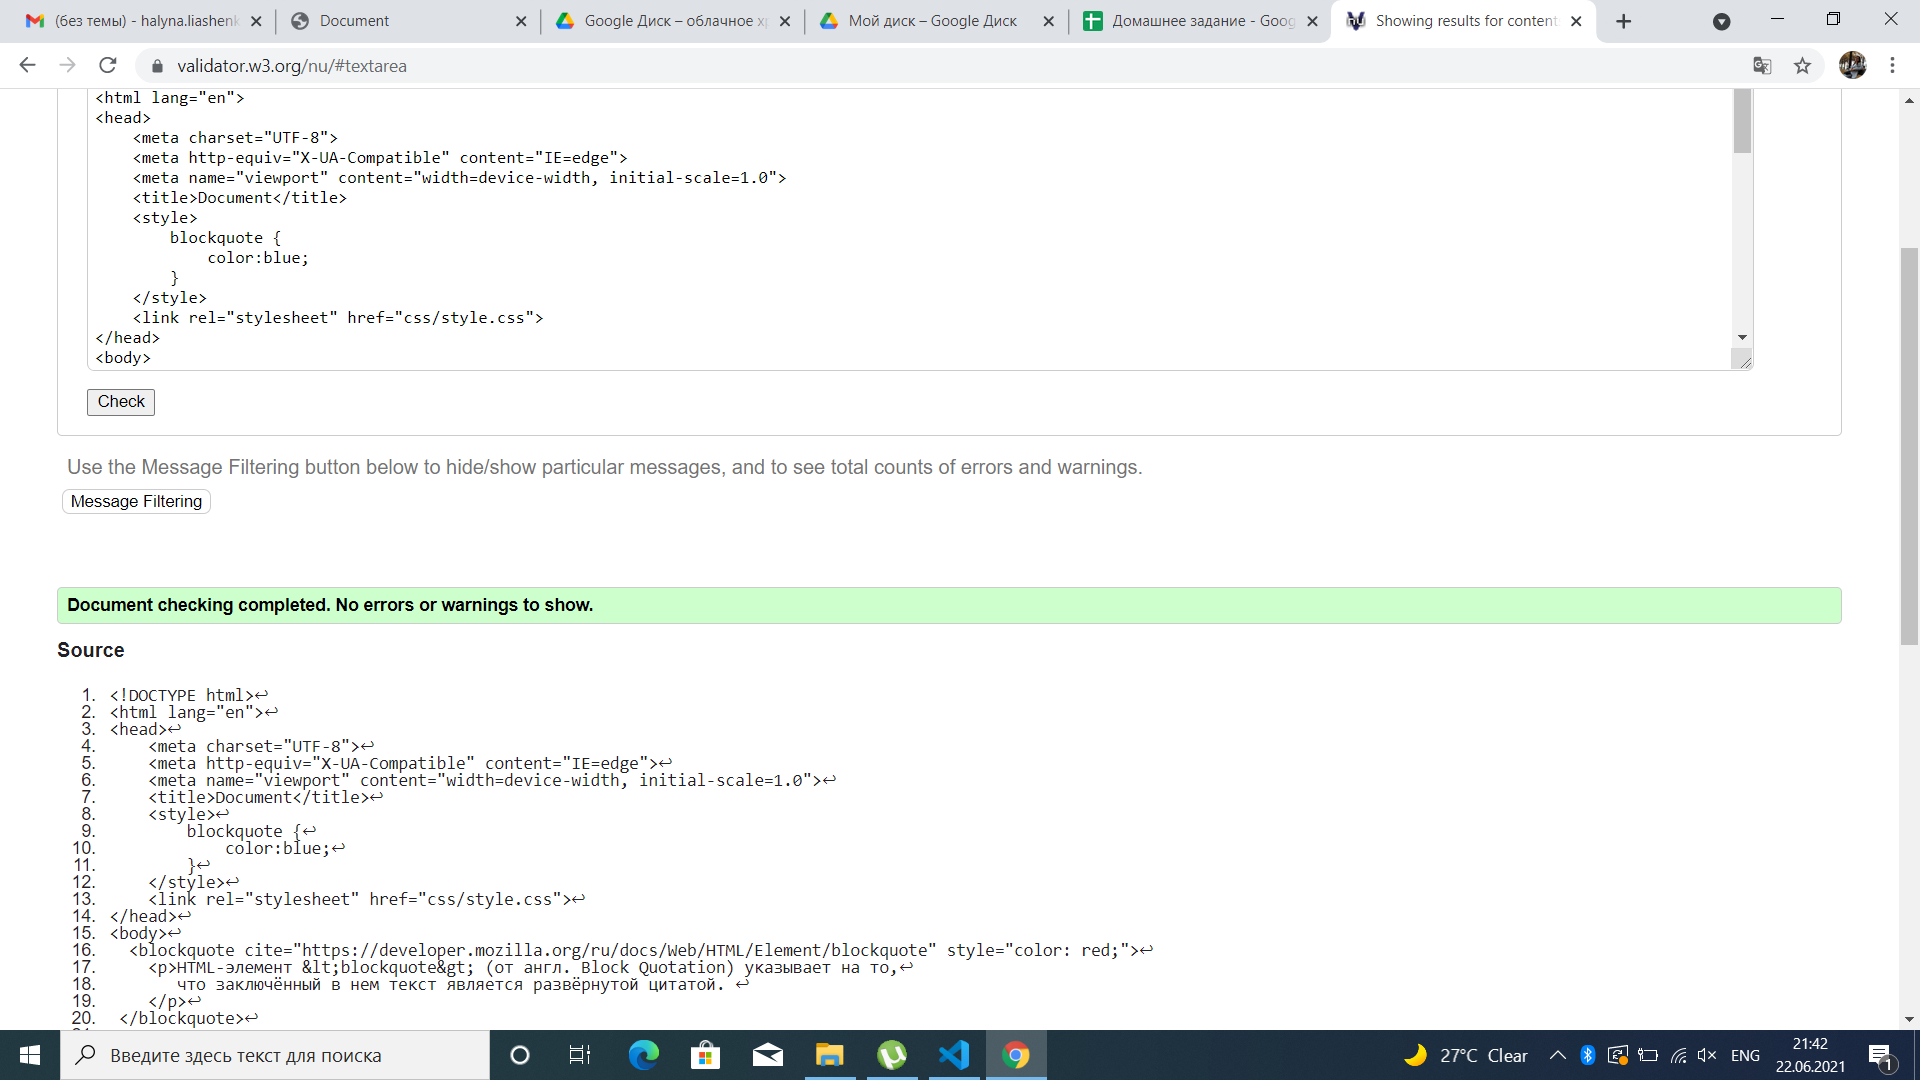 (без темы) - halyna.liashenk
Document
Google Диск – облачное хр
Мой диск – Google Диск
Домашнее задание - Goog
Showing results for content
validator.w3.org/nu/#textarea
<html lang="en">
<head>
    <meta charset="UTF-8">
    <meta http-equiv="X-UA-Compatible" content="IE=edge">
    <meta name="viewport" content="width=device-width, initial-scale=1.0">
    <title>Document</title>
    <style>
        blockquote {
            color:blue;
        }
    </style>
    <link rel="stylesheet" href="css/style.css">
</head>
<body>
Check
Use the Message Filtering button below to hide/show particular messages, and to see total counts of errors and warnings.
Message Filtering
Document checking completed. No errors or warnings to show.
Source
1. <!DOCTYPE html>↩
2. <html lang="en">↩
3. <head>↩
4.     <meta charset="UTF-8">↩
5.     <meta http-equiv="X-UA-Compatible" content="IE=edge">↩
6.     <meta name="viewport" content="width=device-width, initial-scale=1.0">↩
7.     <title>Document</title>↩
8.     <style>↩
9.         blockquote {↩
10.             color:blue;↩
11.         }↩
12.     </style>↩
13.     <link rel="stylesheet" href="css/style.css">↩
14. </head>↩
15. <body>↩
16.   <blockquote cite="https://developer.mozilla.org/ru/docs/Web/HTML/Element/blockquote" style="color: red;">↩
17.     <p>HTML-элемент &lt;blockquote&gt; (от англ. Block Quotation) указывает на то,↩
18.        что заключённый в нем текст является развёрнутой цитатой. ↩
19.     </p>↩
20.  </blockquote>↩
Введите здесь текст для поиска
27°C Clear
ENG
21:42
22.06.2021
1